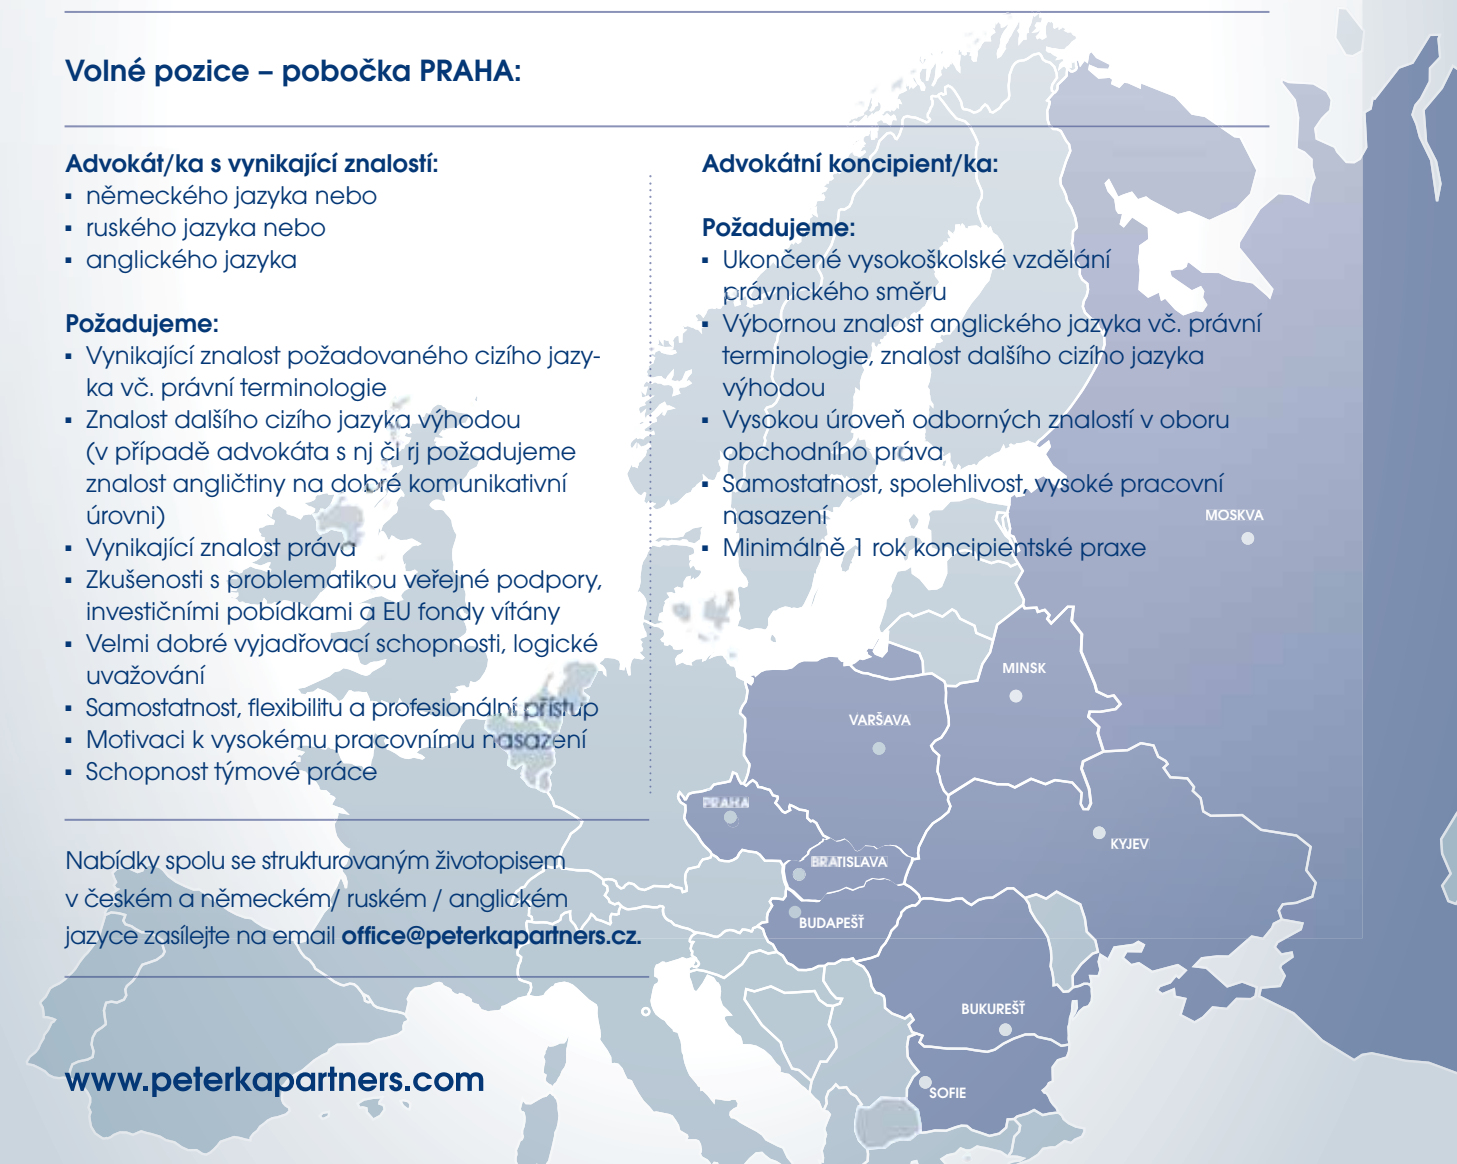 Volné pozice – pobočka PRAHA:
Advokát/ka s vynikající znalostí:
▪ německého jazyka nebo
▪ ruského jazyka nebo
▪ anglického jazyka
Požadujeme:
▪ Vynikající znalost požadovaného cizího jazy-
ka vč. právní terminologie
▪ Znalost dalšího cizího jazyka výhodou
(v případě advokáta s nj či rj požadujeme
znalost angličtiny na dobré komunikativní
úrovni)
▪ Vynikající znalost práva
▪ Zkušenosti s problematikou veřejné podpory,
investičními pobídkami a EU fondy vítány
▪ Velmi dobré vyjadřovací schopnosti, logické
uvažování
▪ Samostatnost, flexibilitu a profesionální přístup
▪ Motivaci k vysokému pracovnímu nasazení
▪ Schopnost týmové práce
Advokátní koncipient/ka:
Požadujeme:
▪ Ukončené vysokoškolské vzdělání
právnického směru
▪ Výbornou znalost anglického jazyka vč. právní
terminologie, znalost dalšího cizího jazyka
výhodou
▪ Vysokou úroveň odborných znalostí v oboru
obchodního práva
▪ Samostatnost, spolehlivost, vysoké pracovní
nasazení
▪ Minimálně 1 rok koncipientské praxe
Nabídky spolu se strukturovaným životopisem
v českém a německém/ ruském / anglickém
jazyce zasílejte na email office@peterkapartners.cz.
www.peterkapartners.com
MOSKVA
MINSK
VARŠAVA
PRAHA
KYJEV
BRATISLAVA
BUDAPEŠŤ
BUKUREŠŤ
SOFIE